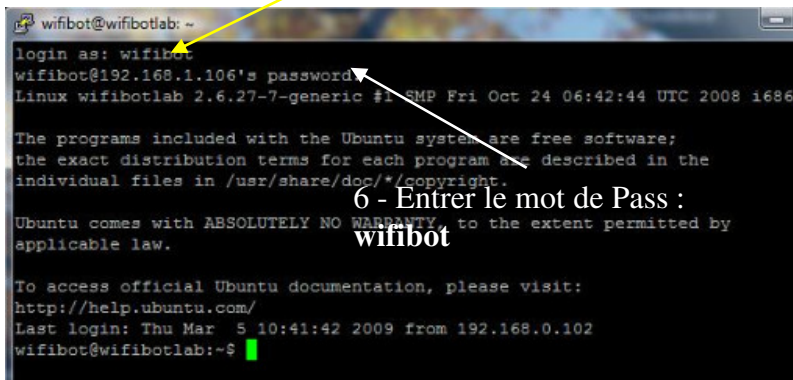 wifibot@wifibotlab: ~
login as: wifibot
wifibot@192.168.1.106's password:
Linux wifibotlab 2.6.27-7-generic #1 SMP Fri Oct 24 06:42:44 UTC 2008 i686
The programs included with the Ubuntu system are free software;
the exact distribution terms for each program are described in the
individual files in /usr/share/doc/*/copyright.
6 - Entrer le mot de Pass :
wifibot
Ubuntu comes with ABSOLUTELY NO WARRANTY, to the extent permitted by
applicable law.
To access official Ubuntu documentation, please visit:
http://help.ubuntu.com/
Last login: Thu Mar  5 10:41:42 2009 from 192.168.0.102
wifibot@wifibotlab:~$